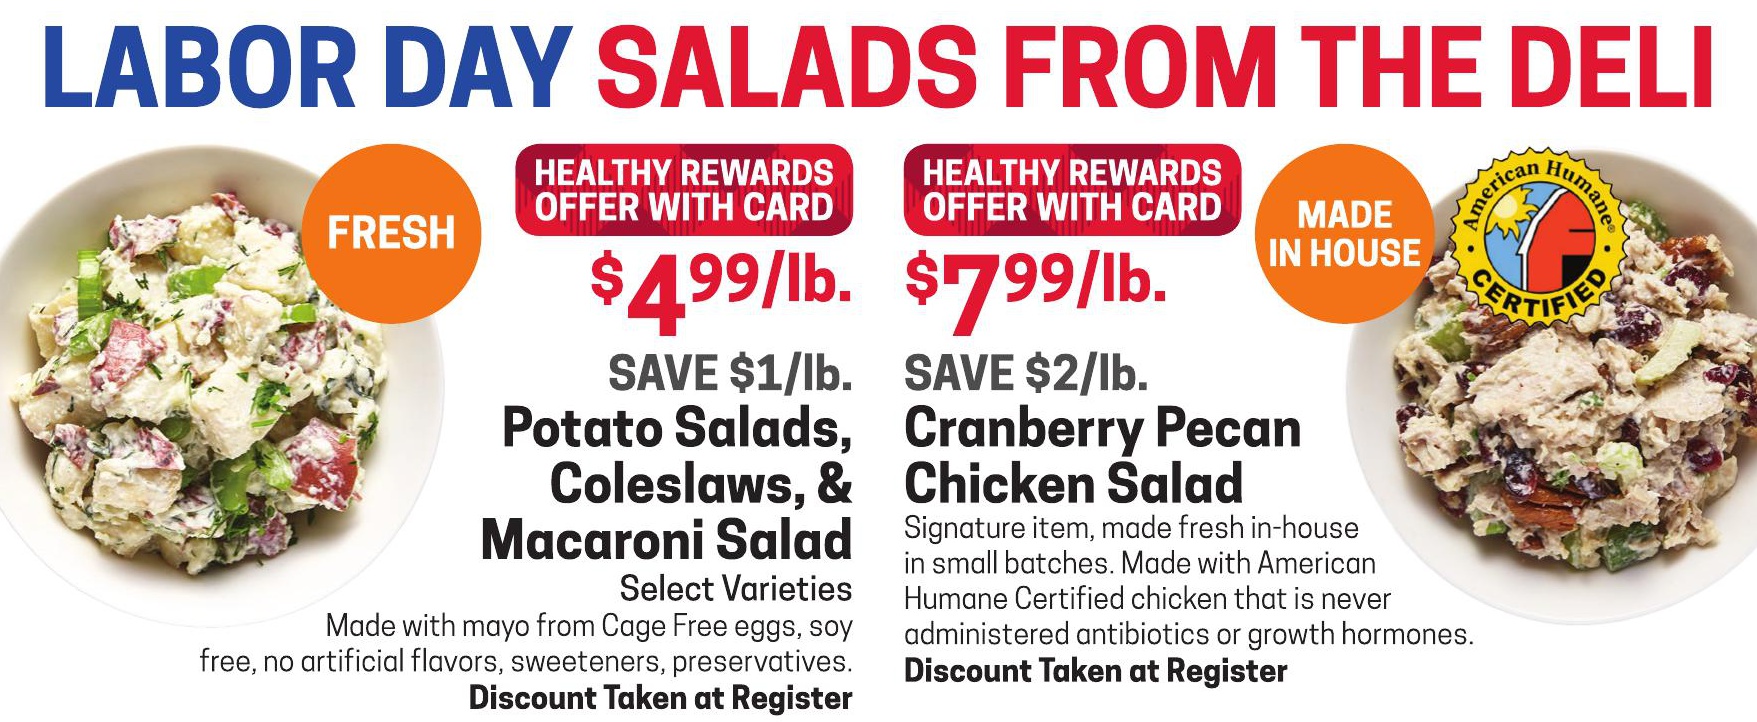 LABOR DAY SALADS FROM THE DELI
FRESH
HEALTHY REWARDS
OFFER WITH CARD
$4.99/lb.
SAVE $1/lb.
Potato Salads,
Coleslaws, &
Macaroni Salad
Select Varieties
Made with mayo from Cage Free eggs, soy
free, no artificial flavors, sweeteners, preservatives.
Discount Taken at Register
HEALTHY REWARDS
OFFER WITH CARD
$7.99/lb.
SAVE $2/lb.
Cranberry Pecan
Chicken Salad
Signature item, made fresh in-house
in small batches. Made with American
Humane Certified chicken that is never
administered antibiotics or growth hormones.
Discount Taken at Register
MADE
IN HOUSE
American Humane®
CERTIFIED